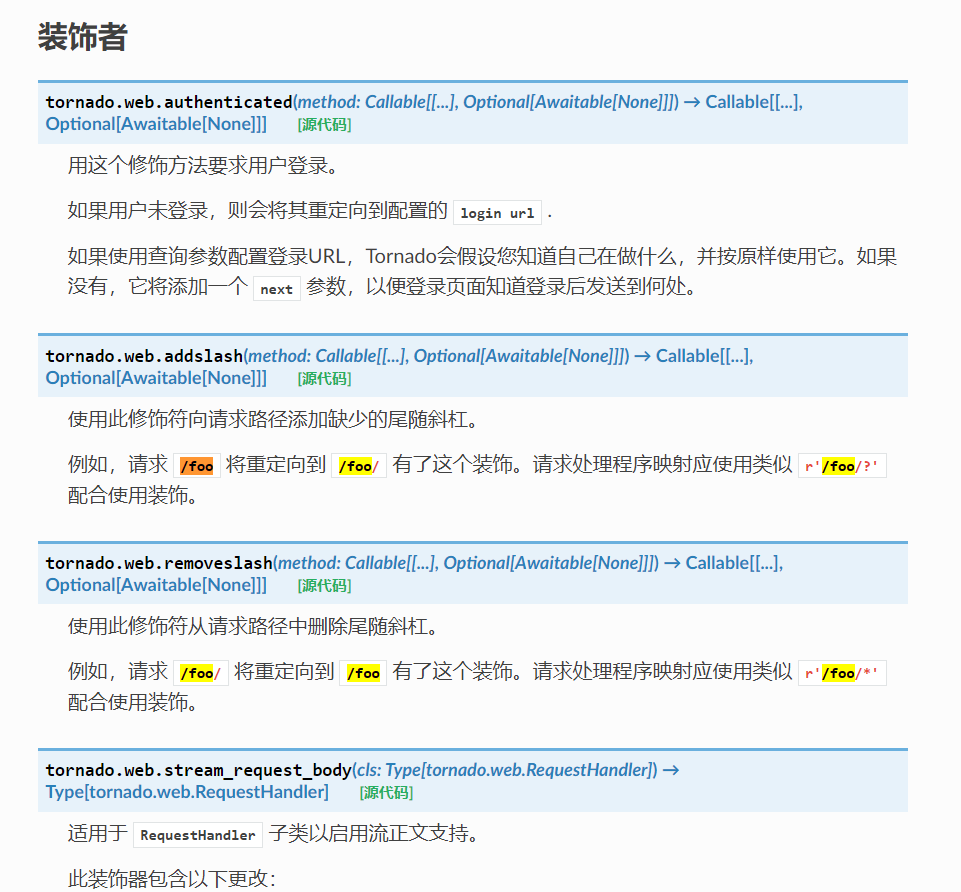 装饰者
tornado.web.authenticated(method: Callable[[...], Optional[Awaitable[None]]]) → Callable[[...],
Optional[Awaitable[None]]] [源代码]
用这个修饰方法要求用户登录。
如果用户未登录，则会将其重定向到配置的 login url .
如果使用查询参数配置登录URL，Tornado会假设您知道自己在做什么，并按原样使用它。如果
没有，它将添加一个 next 参数，以便登录页面知道登录后发送到何处。
tornado.web.addslash(method: Callable[[...], Optional[Awaitable[None]]]) → Callable[[...],
Optional[Awaitable[None]]] [源代码]
使用此修饰符向请求路径添加缺少的尾随斜杠。
例如，请求 /foo 将重定向到 /foo/ 有了这个装饰。请求处理程序映射应使用类似 r'/foo/?'
配合使用装饰。
tornado.web.removeslash(method: Callable[[...], Optional[Awaitable[None]]]) → Callable[[...],
Optional[Awaitable[None]]] [源代码]
使用此修饰符从请求路径中删除尾随斜杠。
例如，请求 /foo/ 将重定向到 /foo 有了这个装饰。请求处理程序映射应使用类似 r'/foo/*'
配合使用装饰。
tornado.web.stream_request_body(cls: Type[tornado.web.RequestHandler]) →
Type[tornado.web.RequestHandler] [源代码]
适用于 RequestHandler 子类以启用流正文支持。
此装饰器包含以下更改：